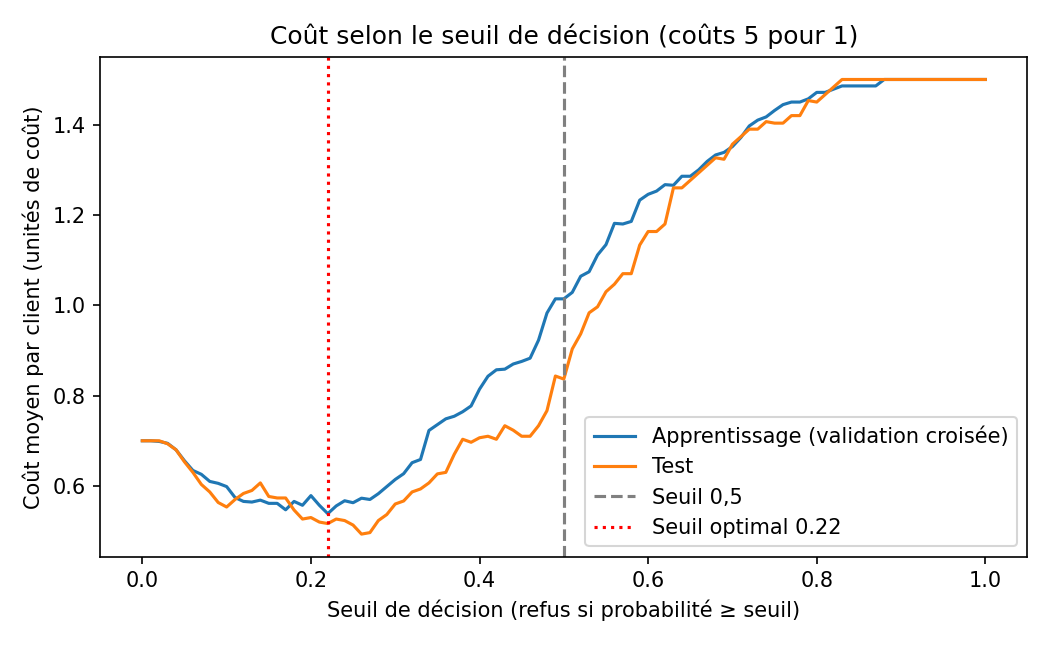 Coût selon le seuil de décision (coûts 5 pour 1)
Coût moyen par client (unités de coût)
1.4
1.2
1.0
0.8
0.6
Apprentissage (validation croisée)
Test
Seuil 0,5
Seuil optimal 0.22
0.0 0.2 0.4 0.6 0.8 1.0
Seuil de décision (refus si probabilité ≥ seuil)